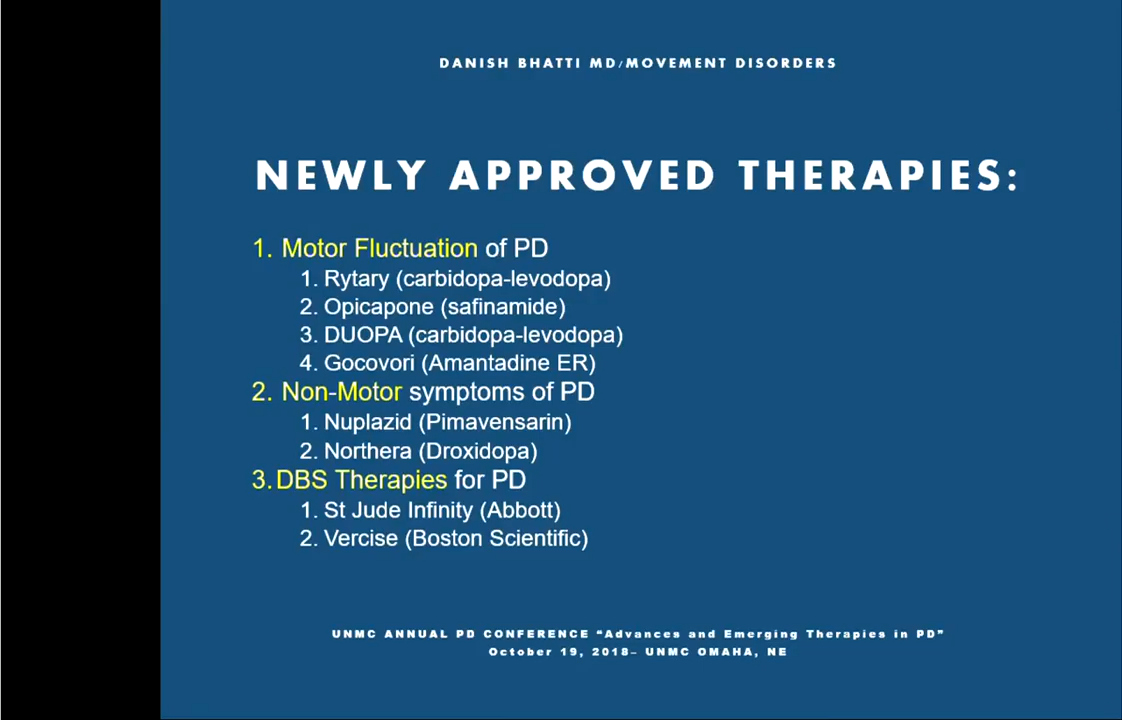 DANISH BHATTI MD/MOVEMENT DISORDERS
NEWLY APPROVED THERAPIES:
1. Motor Fluctuation of PD
1. Rytary (carbidopa-levodopa)
2. Opicapone (safinamide)
3. DUOPA (carbidopa-levodopa)
4. Gocovori (Amantadine ER)
2. Non-Motor symptoms of PD
1. Nuplazid (Pimavensarin)
2. Northera (Droxidopa)
3. DBS Therapies for PD
1. St Jude Infinity (Abbott)
2. Vercise (Boston Scientific)
UNMC ANNUAL PD CONFERENCE “Advances and Emerging Therapies in PD”
October 19, 2018– UNMC OMAHA, NE